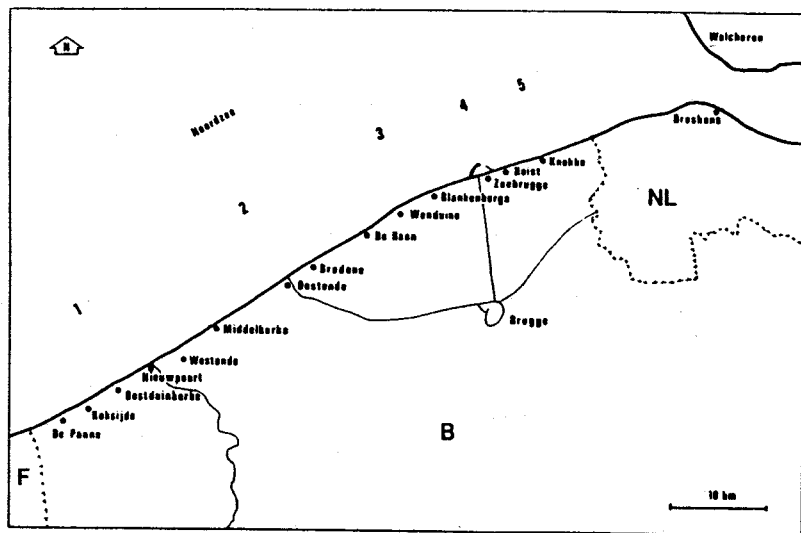 Walcheren
N
5
4
Noordzee
3
Breskens
Knokke
Heist
Zeebrugge
Blankenberge
NL
Wenduine
2
De Haan
Bredene
Oostende
1
Brugge
Middelkerke
Westende
Nieuwpoort
Oostduinkerke
Koksijde
De Panne
B
F
10 km